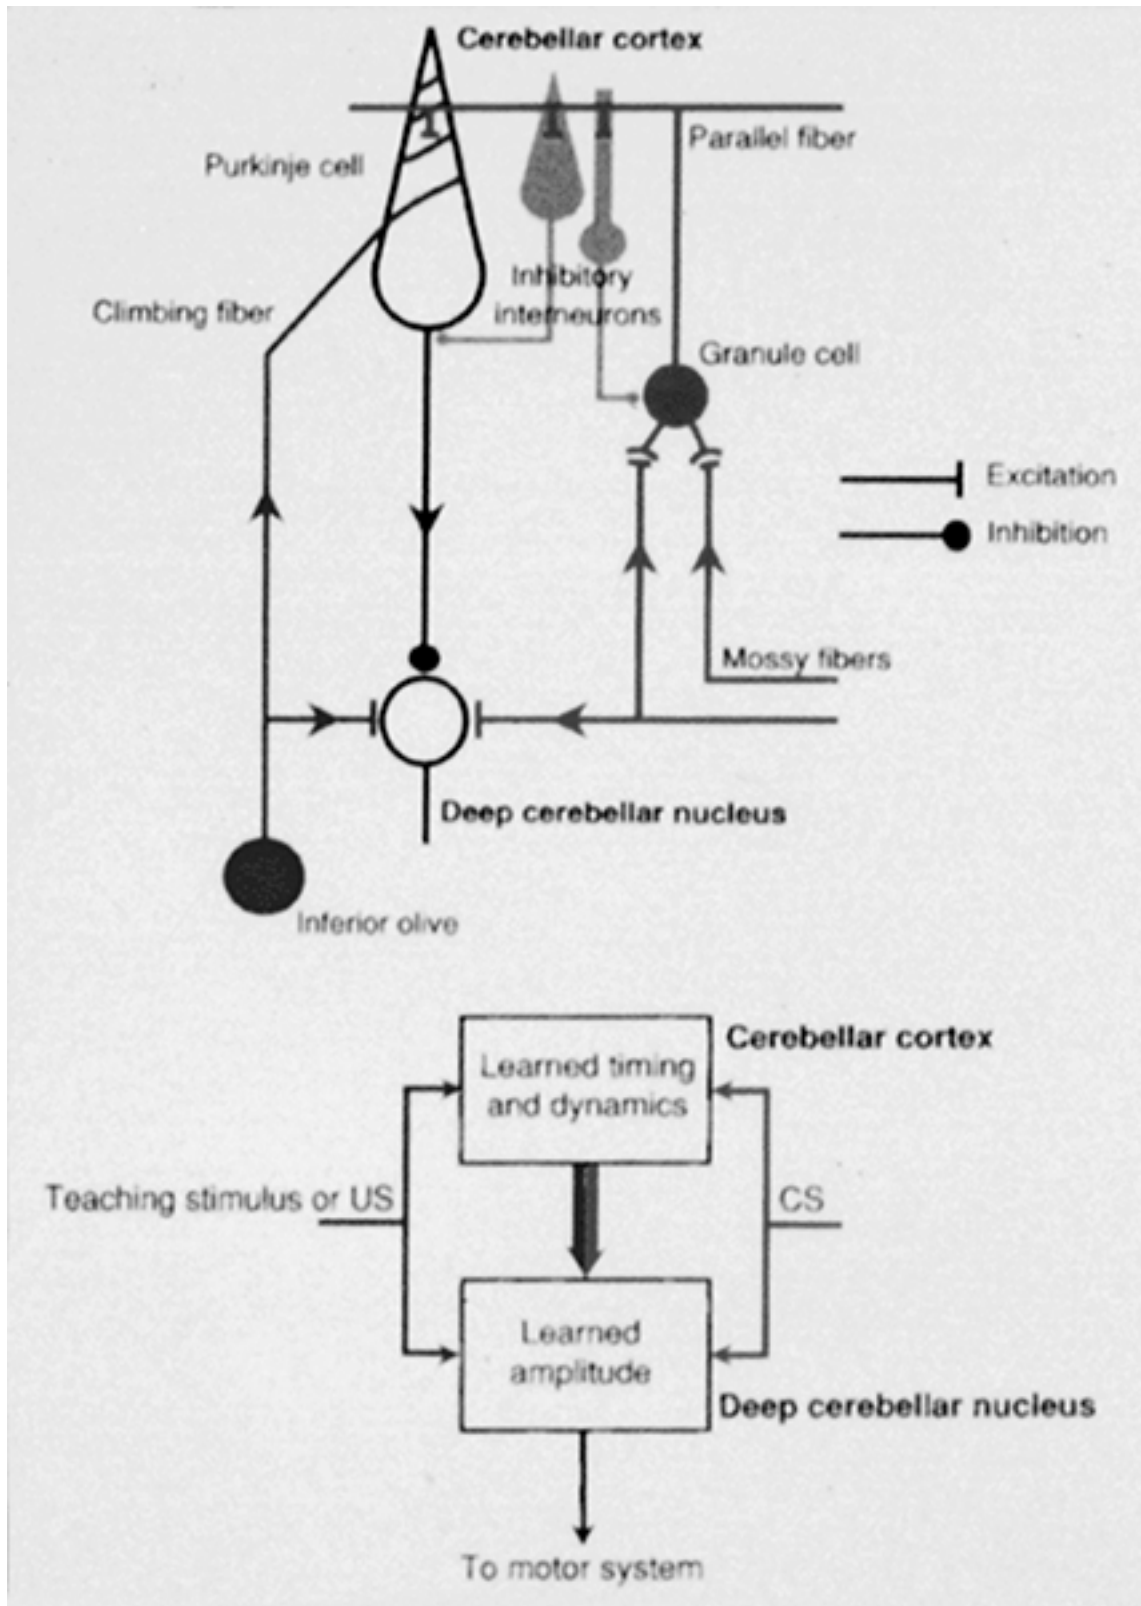 Cerebellar cortex
Parallel fiber
Purkinje cell
Inhibitory
interneurons
Climbing fiber
Granule cell
Excitation
Inhibition
Mossy fibers
Deep cerebellar nucleus
Inferior olive
Cerebellar cortex
Learned timing
and dynamics
Teaching stimulus or US
CS
Learned
amplitude
Deep cerebellar nucleus
To motor system